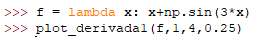 >>> f = lambda x: x+np.sin(3*x)
>>> plot_derivada1(f,1,4,0.25)